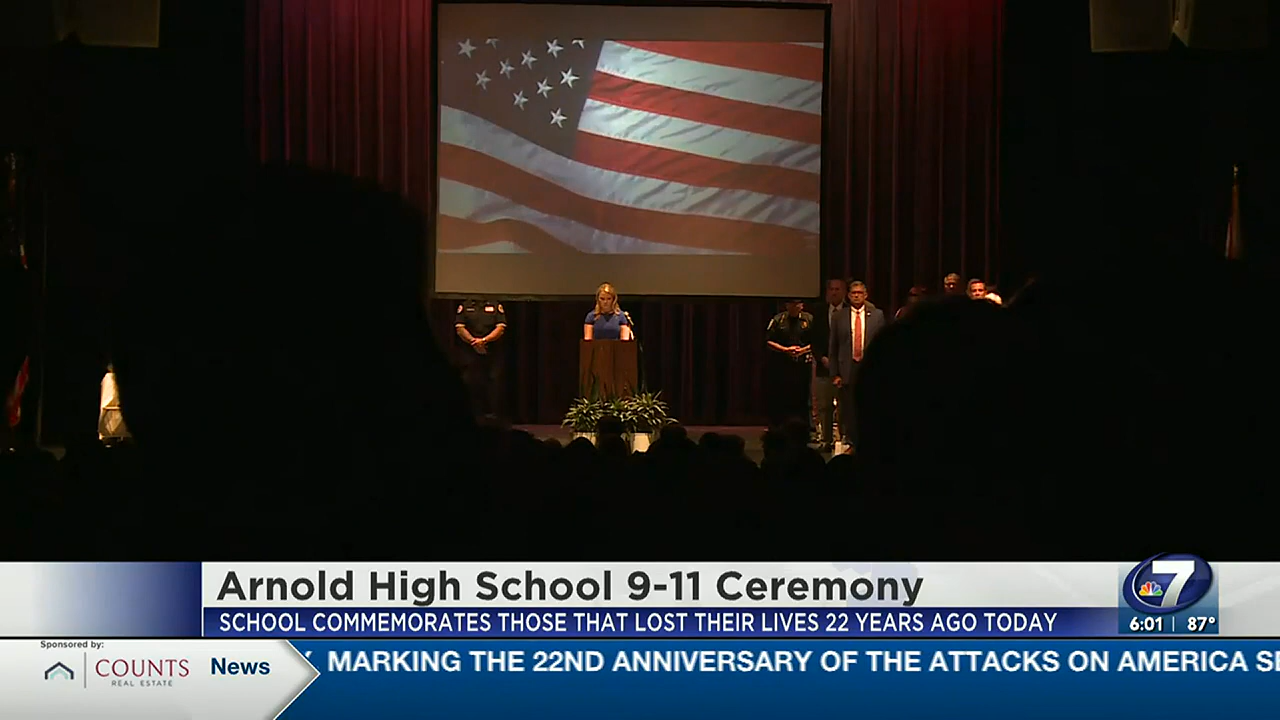 Arnold High School 9-11 Ceremony
SCHOOL COMMEMORATES THOSE THAT LOST THEIR LIVES 22 YEARS AGO TODAY
7
6:01 | 87°
Sponsored by:
COUNTS
REAL ESTATE
News
MARKING THE 22ND ANNIVERSARY OF THE ATTACKS ON AMERICA SE